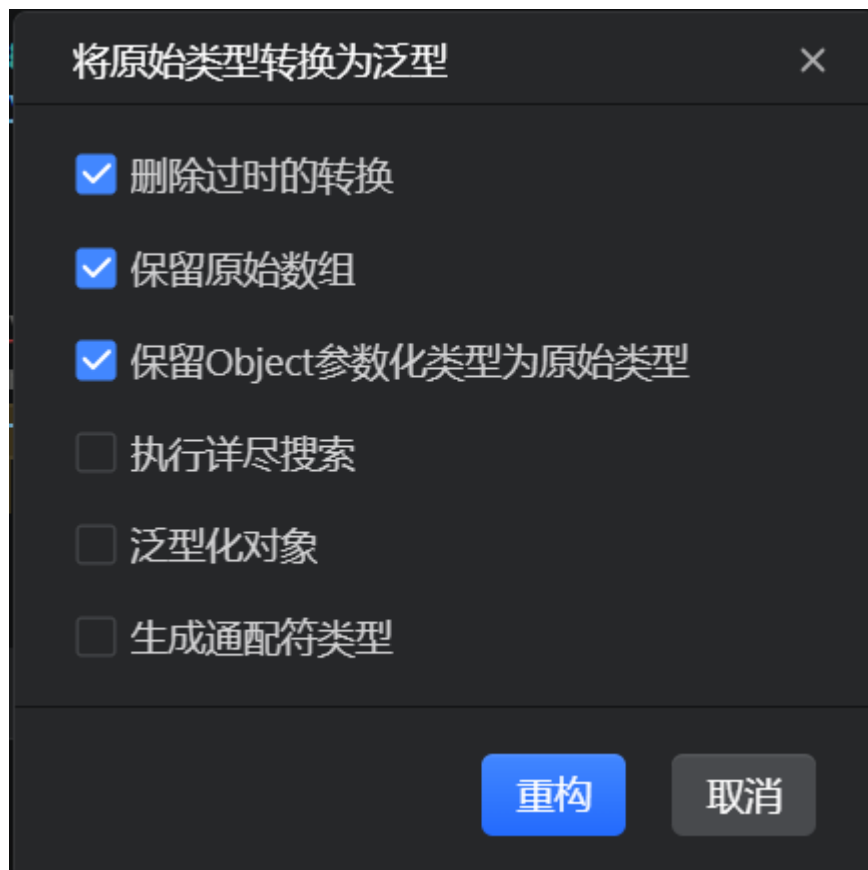 将原始类型转换为泛型
删除过时的转换
保留原始数组
保留Object参数化类型为原始类型
执行详尽搜索
泛型化对象
生成通配符类型
重构 取消